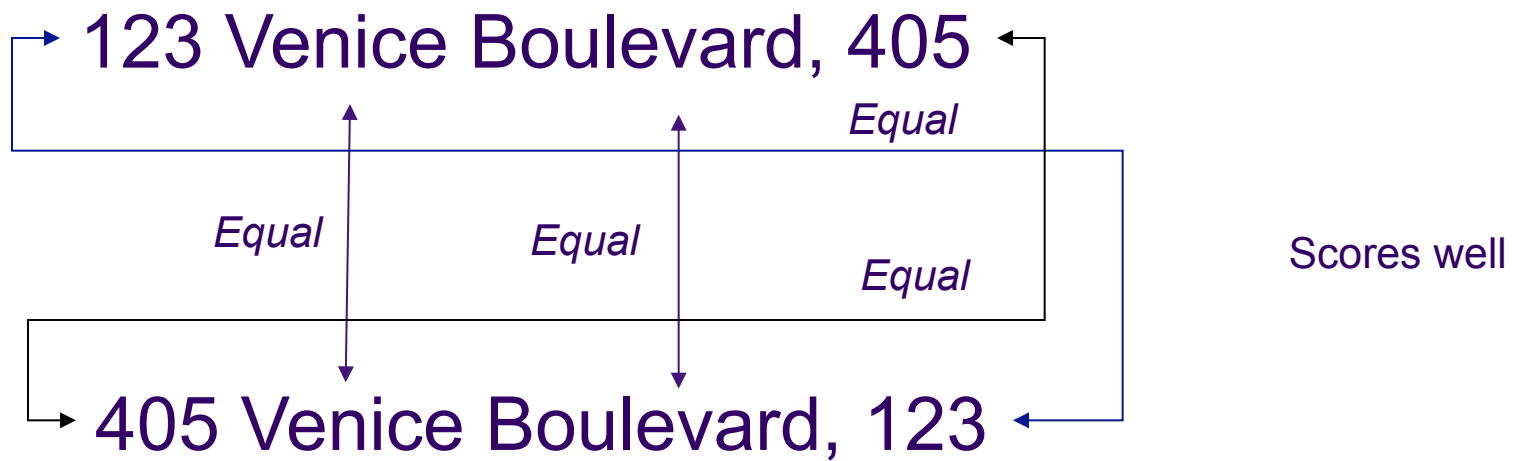 123 Venice Boulevard, 405
Equal
Equal
Equal
Equal
Scores well
405 Venice Boulevard, 123